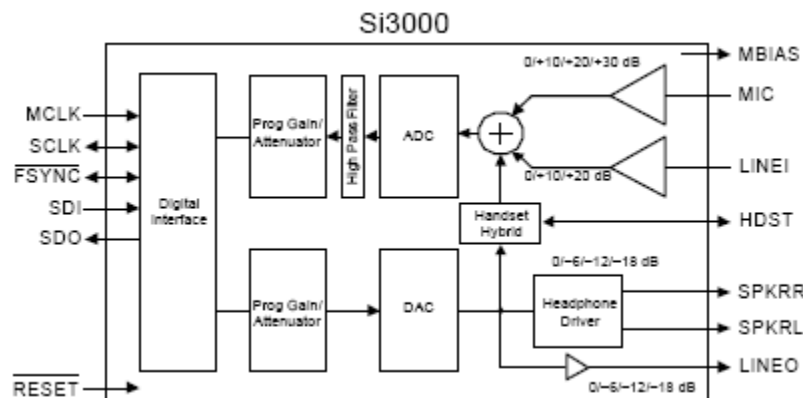 Si3000
0/+10/+20/+30 dB
MBIAS
MIC
MCLK
SCLK
FSYNC
SDI
SDO
Digital
Interface
Prog Gain/
Attenuator
High Pass Filter
ADC
+
LINEI
0/+10/+20 dB
Handset
Hybrid
HDST
0/–6/–12/–18 dB
Prog Gain/
Attenuator
DAC
Headphone
Driver
SPKRR
SPKRL
LINEO
0/–6/–12/–18 dB
RESET